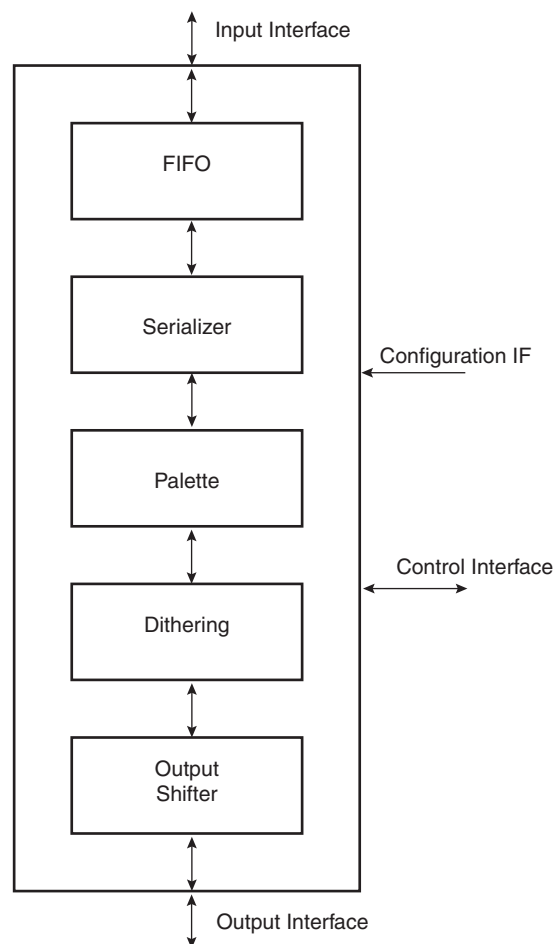 Input Interface
FIFO
Serializer
Configuration IF
Palette
Control Interface
Dithering
Output
Shifter
Output Interface